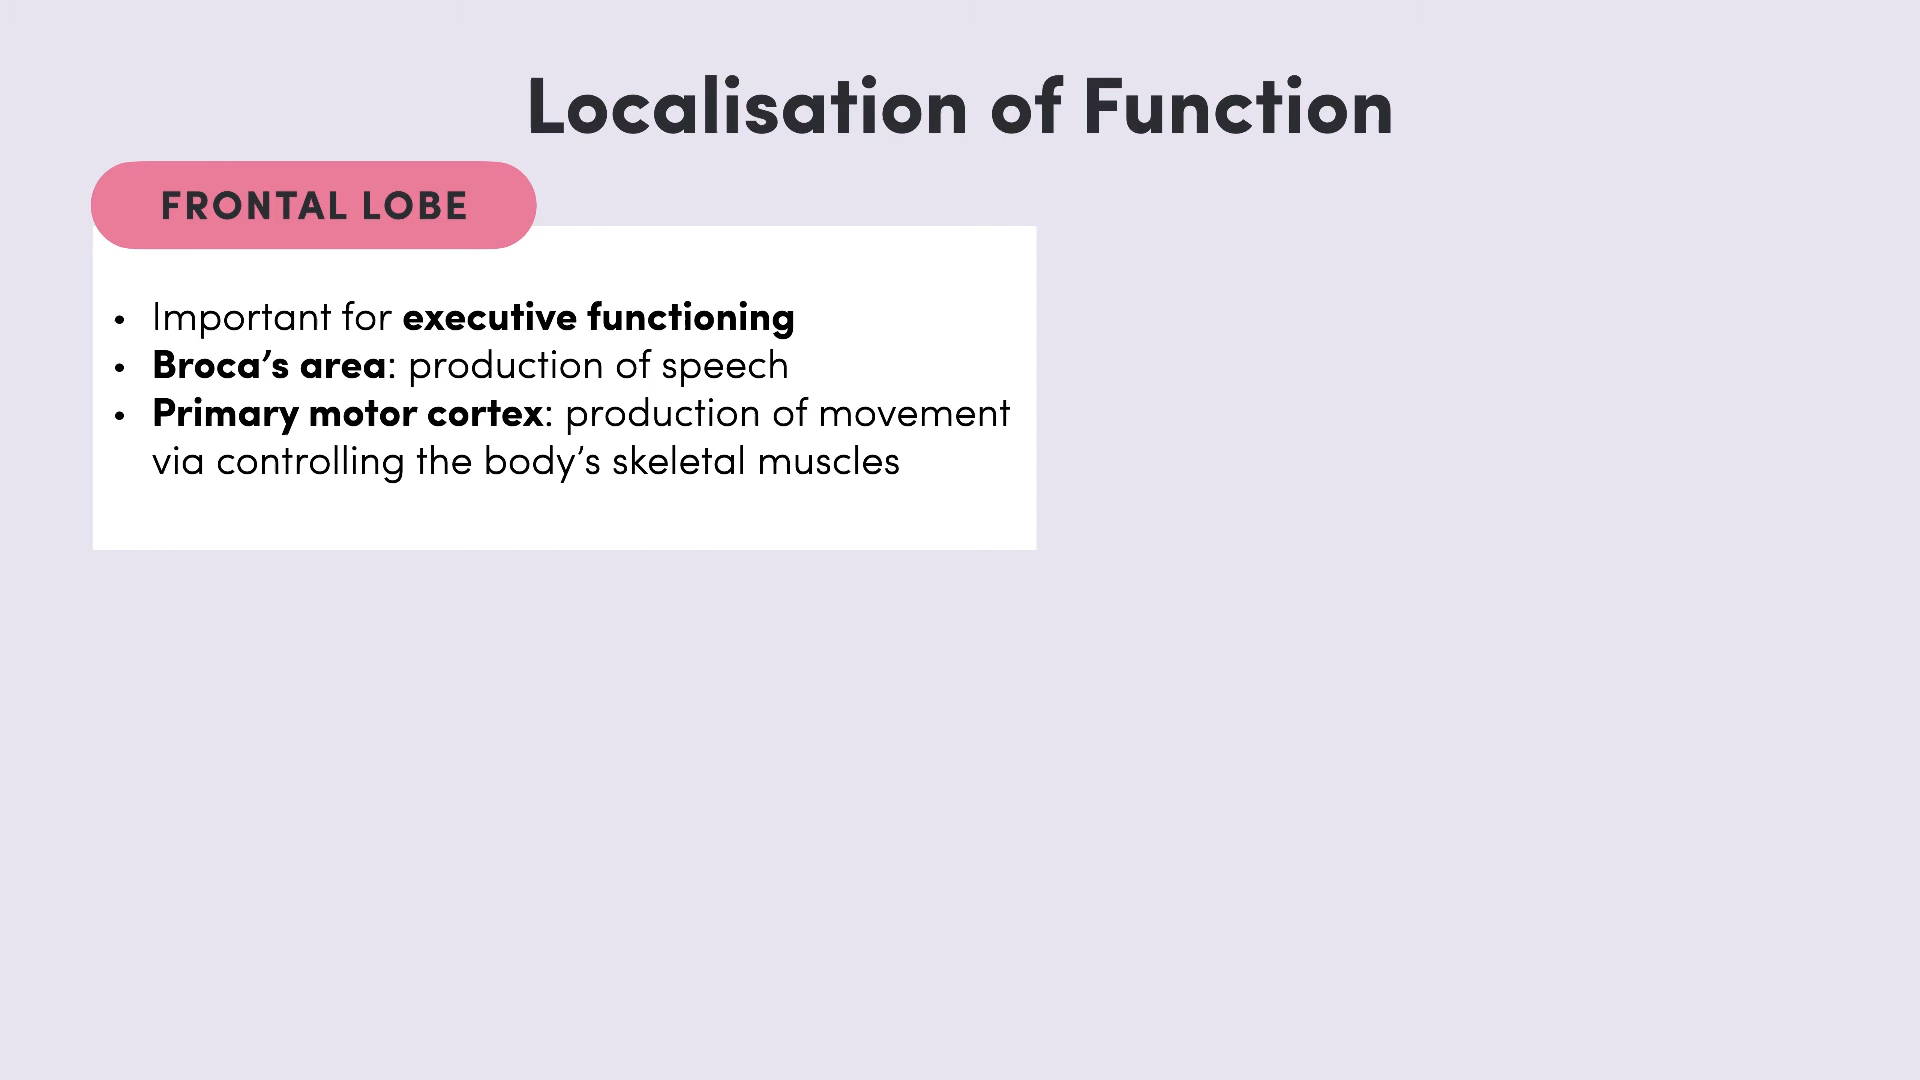 Localisation of Function
FRONTAL LOBE
• Important for executive functioning
• Broca’s area: production of speech
• Primary motor cortex: production of movement
via controlling the body’s skeletal muscles